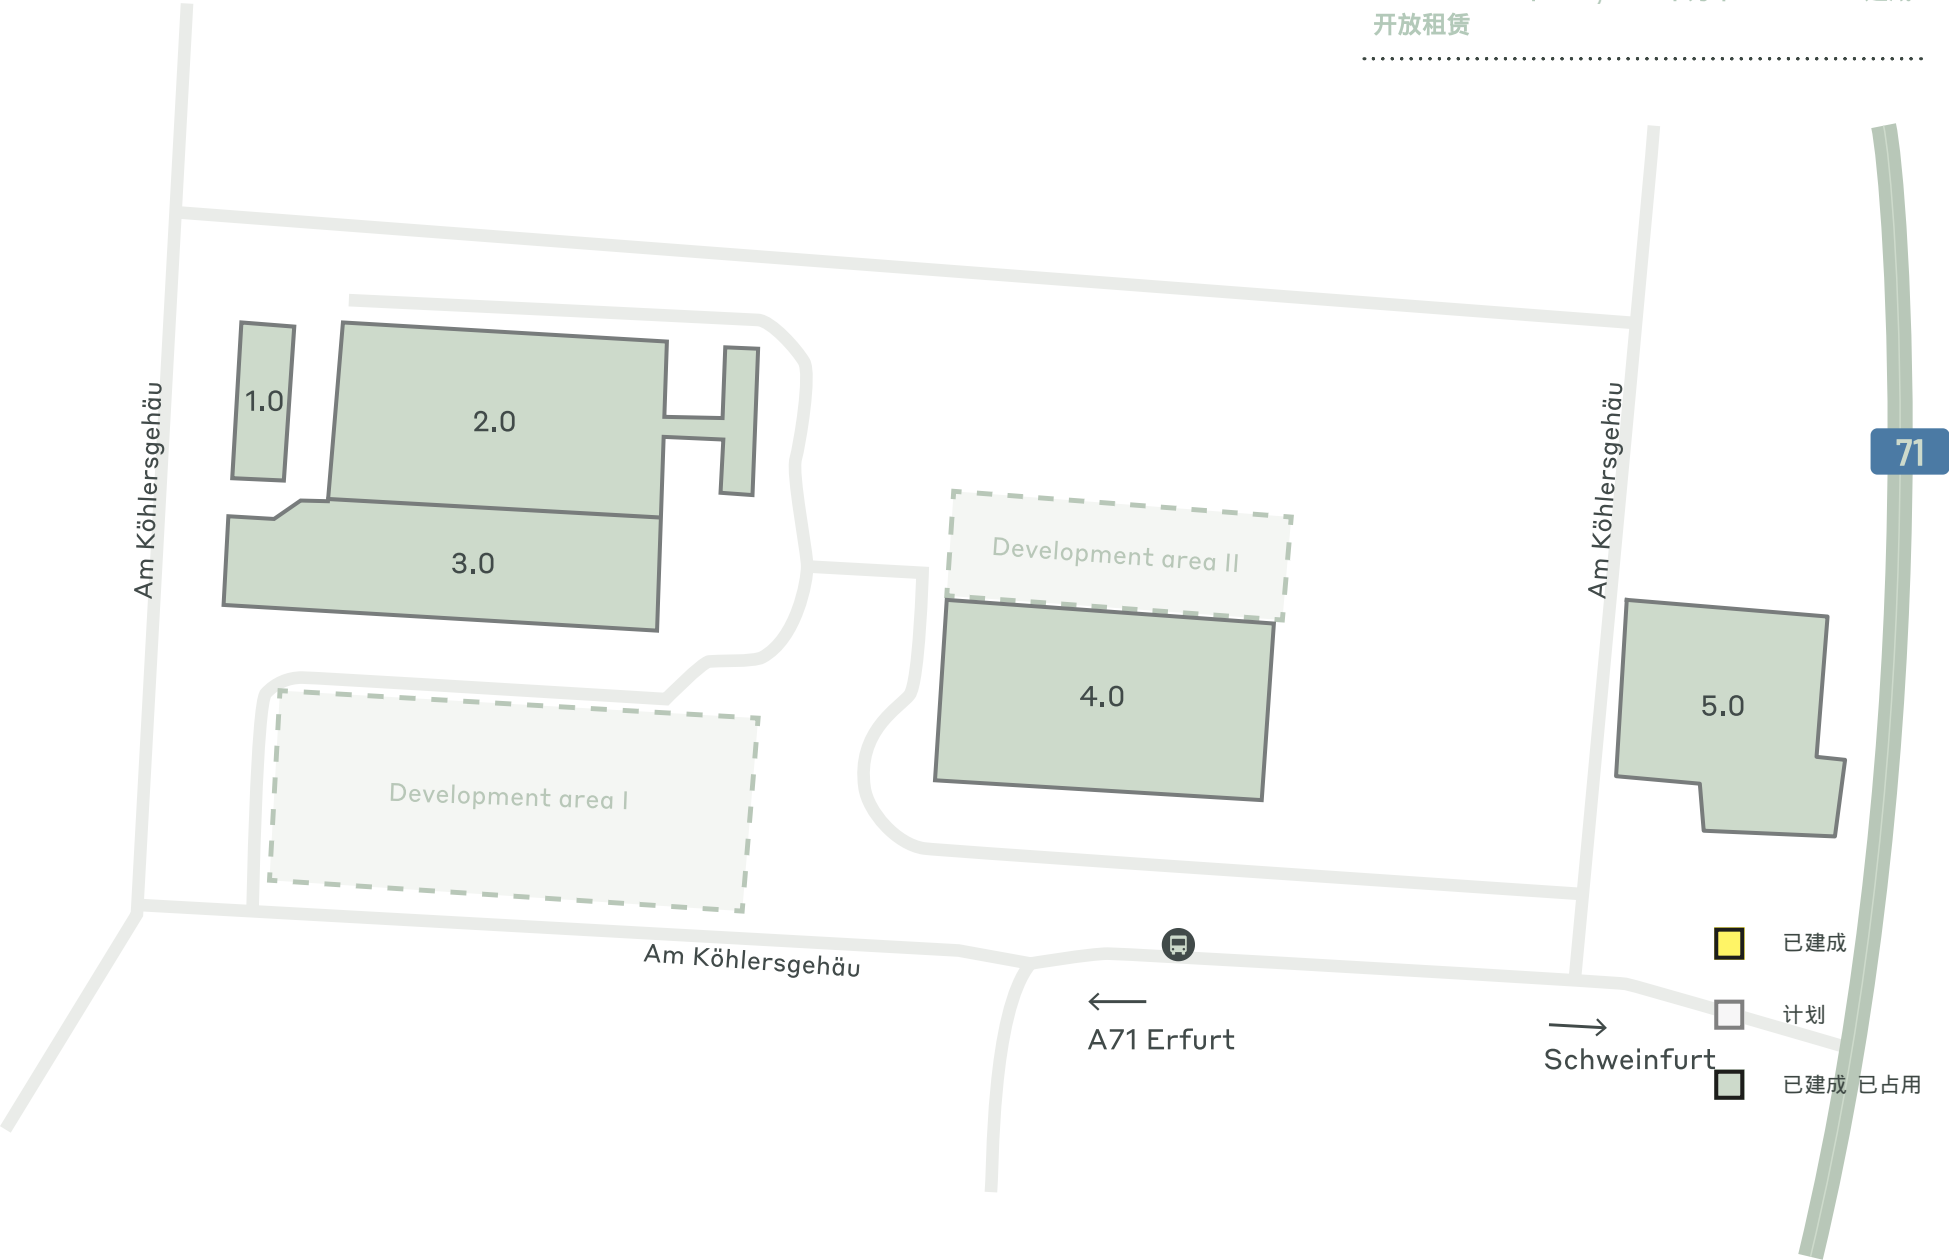 开放租赁
71
Am Köhlersgehäu
1.0
2.0
3.0
Am Köhlersgehäu
Development area II
4.0
5.0
Development area I
Am Köhlersgehäu
已建成
A71 Erfurt
计划
Schweinfurt
已建成 已占用